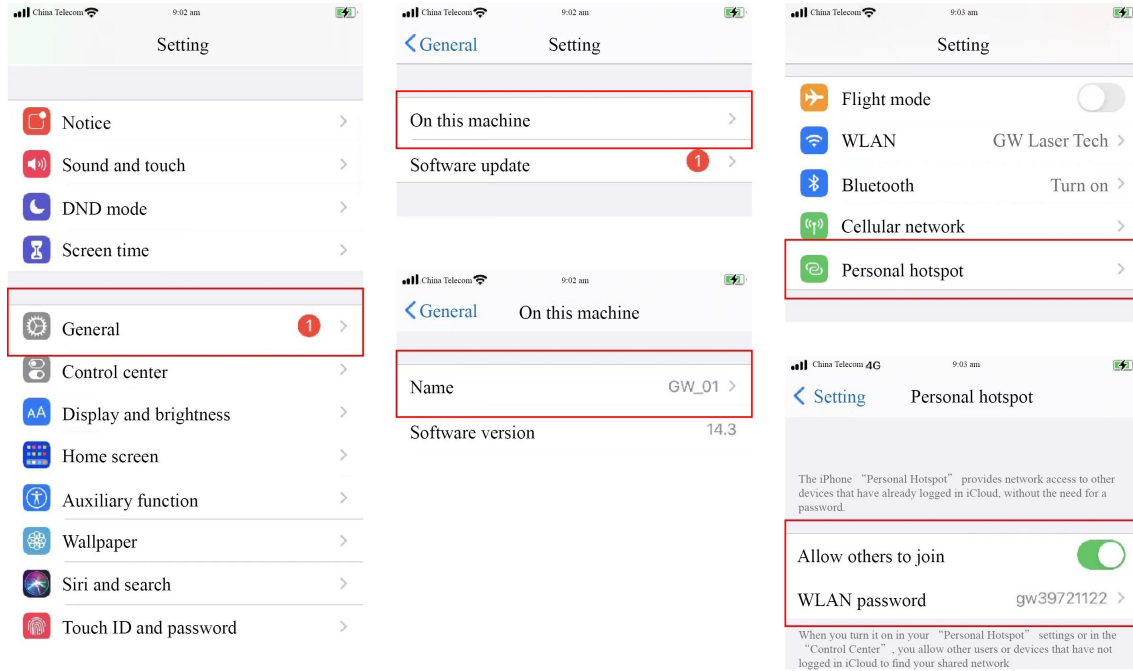 China Telecom 9:02 am
Setting
Notice
Sound and touch
DND mode
Screen time
General 1
Control center
AA Display and brightness
Home screen
Auxiliary function
Wallpaper
Siri and search
Touch ID and password
China Telecom 9:02 am
General Setting
On this machine
Software update 1
China Telecom 9:02 am
General On this machine
Name GW_01
Software version 14.3
China Telecom 9:03 am
Setting
Flight mode
WLAN GW Laser Tech
Bluetooth Turn on
Cellular network
Personal hotspot
China Telecom 4G 9:03 am
Setting Personal hotspot
The iPhone “Personal Hotspot” provides network access to other
devices that have already logged in iCloud, without the need for a
password.
Allow others to join
WLAN password gw39721122
When you turn it on in your “Personal Hotspot” settings or in the
“Control Center”, you allow other users or devices that have not
logged in iCloud to find your shared network